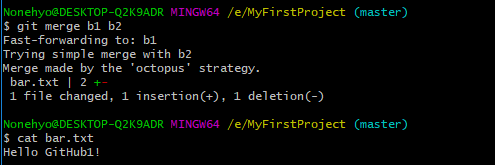 Nonehyo@DESKTOP-Q2K9ADR MINGW64 /e/MyFirstProject (master)
$ git merge b1 b2
Fast-forwarding to: b1
Trying simple merge with b2
Merge made by the 'octopus' strategy.
 bar.txt | 2 +-
 1 file changed, 1 insertion(+), 1 deletion(-)
Nonehyo@DESKTOP-Q2K9ADR MINGW64 /e/MyFirstProject (master)
$ cat bar.txt
Hello GitHub1!